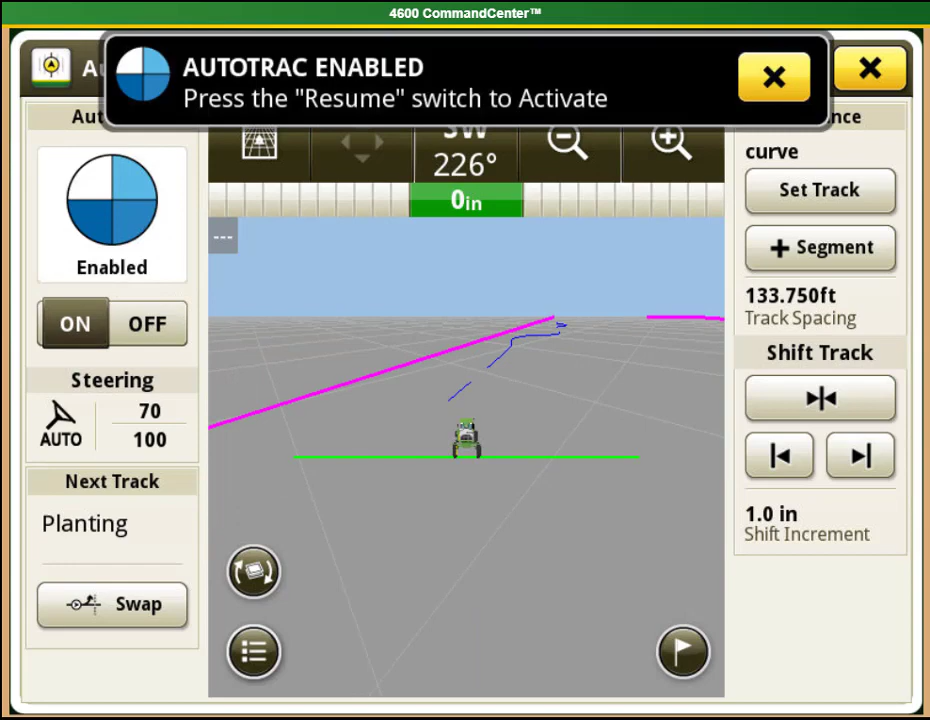 4600 CommandCenter™
AUTOTRAC ENABLED
Press the "Resume" switch to Activate
SW
226°
0in
---
Enabled
ON OFF
Steering
AUTO
70
100
Next Track
Planting
Swap
curve
Set Track
+ Segment
133.750ft
Track Spacing
Shift Track
1.0 in
Shift Increment